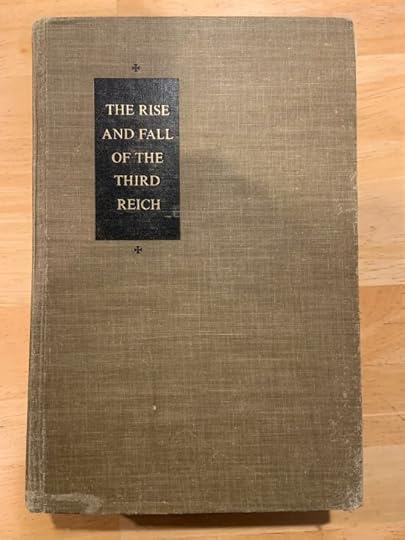 THE RISE
AND FALL
OF THE
THIRD
REICH